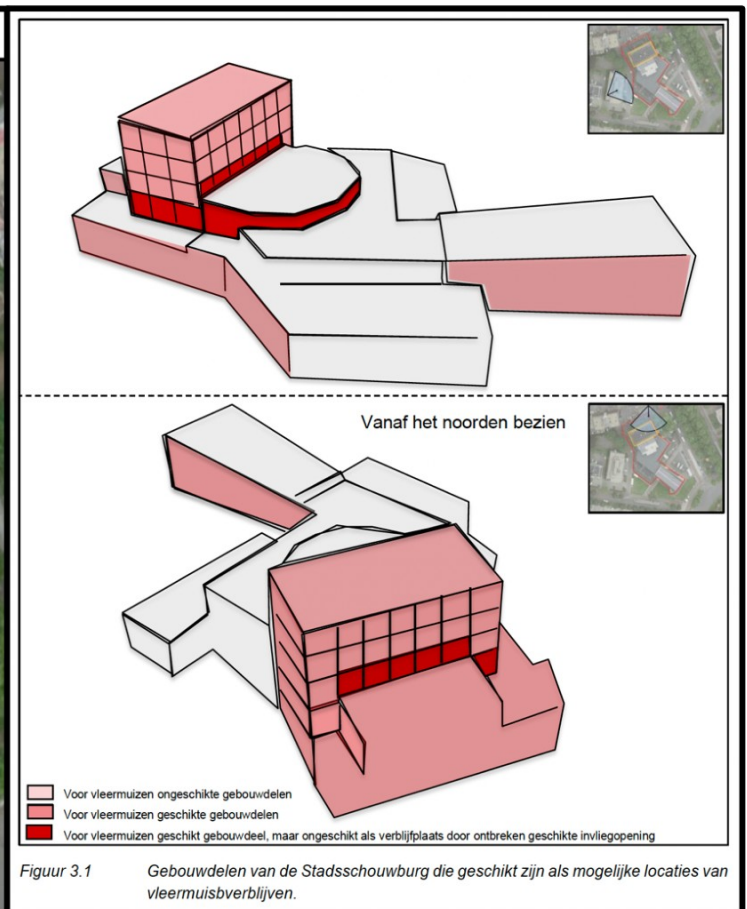 Vanaf het noorden bezien
Voor vleermuizen ongeschikte gebouwdelen
Voor vleermuizen geschikte gebouwdelen
Voor vleermuizen geschikt gebouwdeel, maar ongeschikt als verblijfplaats door ontbreken geschikte invliegopening
Figuur 3.1 Gebouwdelen van de Stadsschouwburg die geschikt zijn als mogelijke locaties van
vleermuisbverblijven.